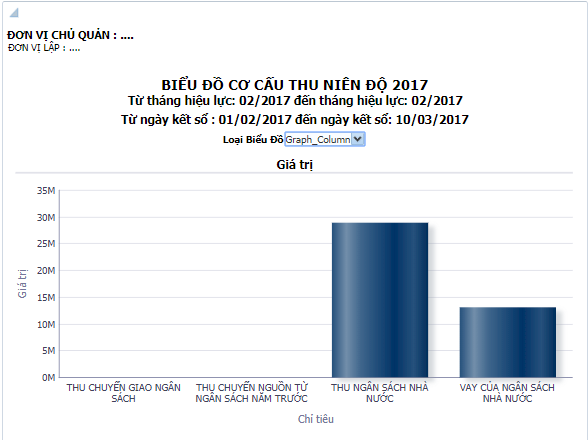 ĐƠN VỊ CHỦ QUẢN : ....
ĐƠN VỊ LẬP : ....
BIỂU ĐỒ CƠ CẤU THU NIÊN ĐỘ 2017
Từ tháng hiệu lực: 02/2017 đến tháng hiệu lực: 02/2017
Từ ngày kết sổ : 01/02/2017 đến ngày kết sổ: 10/03/2017
Loại Biểu Đồ Graph_Column
Giá trị
35M
30M
25M
20M
15M
10M
5M
0M
Giá trị
THU CHUYỂN GIAO NGÂN
SÁCH
THU CHUYỂN NGUỒN TỪ
NGÂN SÁCH NĂM TRƯỚC
THU NGÂN SÁCH NHÀ
NƯỚC
VAY CỦA NGÂN SÁCH
NHÀ NƯỚC
Chỉ tiêu